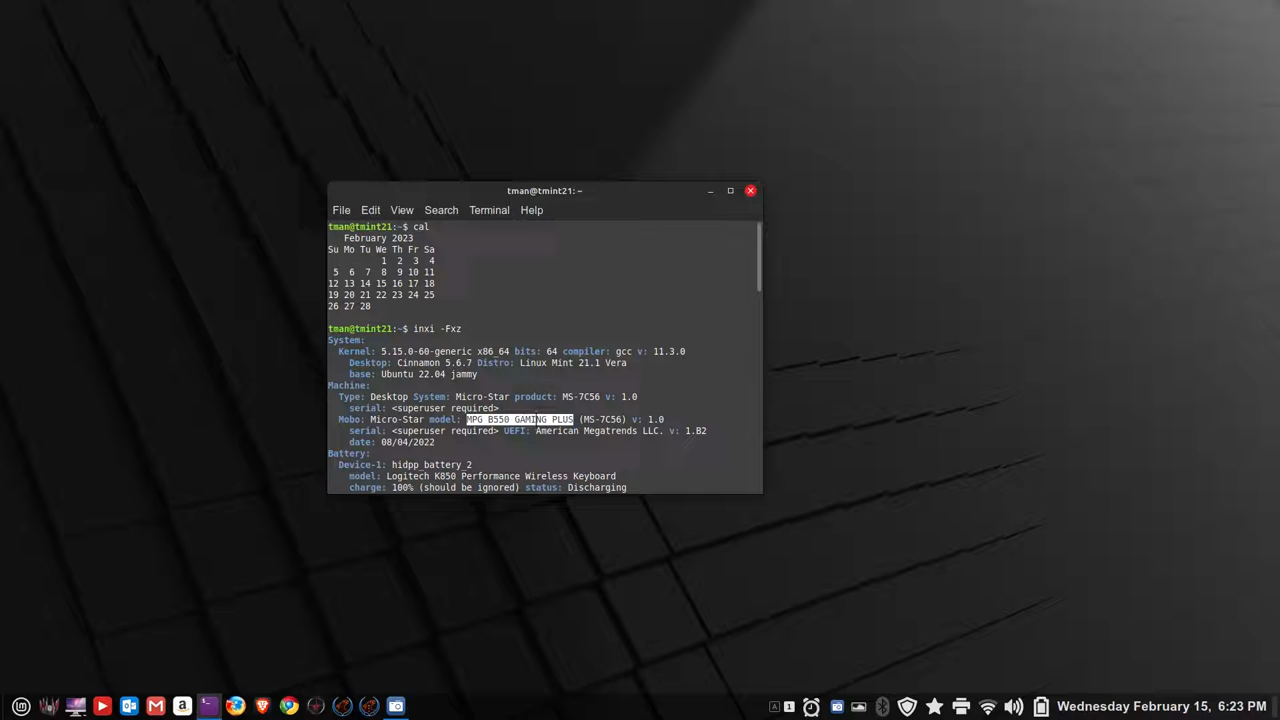 tman@tmint21: ~
File Edit View Search Terminal Help
tman@tmint21:~$ cal
February 2023
Su Mo Tu We Th Fr Sa
1 2 3 4
5 6 7 8 9 10 11
12 13 14 15 16 17 18
19 20 21 22 23 24 25
26 27 28
tman@tmint21:~$ inxi -Fxz
System:
Kernel: 5.15.0-60-generic x86_64 bits: 64 compiler: gcc v: 11.3.0
Desktop: Cinnamon 5.6.7 Distro: Linux Mint 21.1 Vera
base: Ubuntu 22.04 jammy
Machine:
Type: Desktop System: Micro-Star product: MS-7C56 v: 1.0
serial: <superuser required>
Mobo: Micro-Star model: MPG B550 GAMING PLUS (MS-7C56) v: 1.0
serial: <superuser required> UEFI: American Megatrends LLC. v: 1.B2
date: 08/04/2022
Battery:
Device-1: hidpp_battery_2
model: Logitech K850 Performance Wireless Keyboard
charge: 100% (should be ignored) status: Discharging
A 1 Wednesday February 15, 6:23 PM